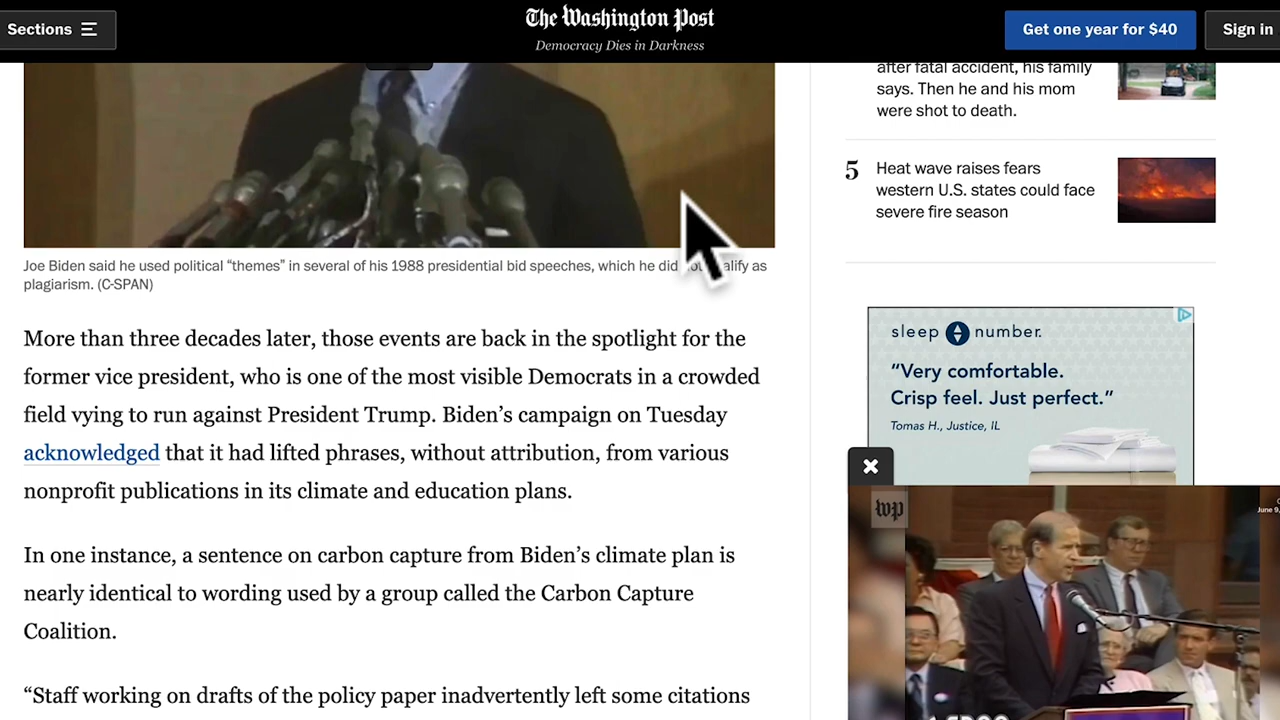 Sections
The Washington Post
Democracy Dies in Darkness
Get one year for $40
Sign in
after fatal accident, his family
says. Then he and his mom
were shot to death.
5
Heat wave raises fears
western U.S. states could face
severe fire season
Joe Biden said he used political “themes” in several of his 1988 presidential bid speeches, which he did as
plagiarism. (C-SPAN)
More than three decades later, those events are back in the spotlight for the
former vice president, who is one of the most visible Democrats in a crowded
field vying to run against President Trump. Biden’s campaign on Tuesday
acknowledged that it had lifted phrases, without attribution, from various
nonprofit publications in its climate and education plans.
In one instance, a sentence on carbon capture from Biden’s climate plan is
nearly identical to wording used by a group called the Carbon Capture
Coalition.
“Staff working on drafts of the policy paper inadvertently left some citations
sleep number.
“Very comfortable.
Crisp feel. Just perfect.”
Tomas H., Justice, IL
wp
June 9,